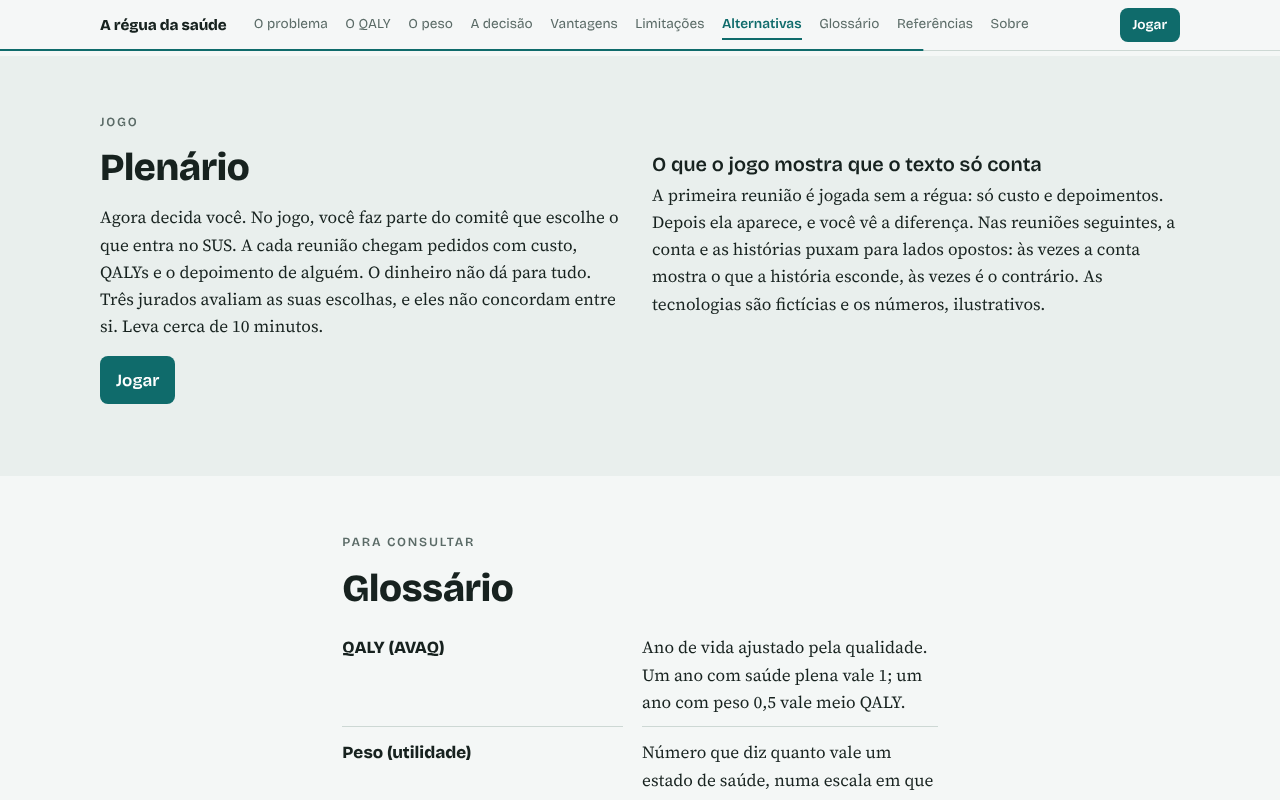 A régua da saúde
O problema
O QALY
O peso
A decisão
Vantagens
Limitações
Alternativas
Glossário
Referências
Sobre
Jogar
JOGO
Plenário
Agora decida você. No jogo, você faz parte do comitê que escolhe o
que entra no SUS. A cada reunião chegam pedidos com custo,
QALYs e o depoimento de alguém. O dinheiro não dá para tudo.
Três jurados avaliam as suas escolhas, e eles não concordam entre
si. Leva cerca de 10 minutos.
Jogar
O que o jogo mostra que o texto só conta
A primeira reunião é jogada sem a régua: só custo e depoimentos.
Depois ela aparece, e você vê a diferença. Nas reuniões seguintes, a
conta e as histórias puxam para lados opostos: às vezes a conta
mostra o que a história esconde, às vezes é o contrário. As
tecnologias são fictícias e os números, ilustrativos.
PARA CONSULTAR
Glossário
QALY (AVAQ)
Ano de vida ajustado pela qualidade.
Um ano com saúde plena vale 1; um
ano com peso 0,5 vale meio QALY.
Peso (utilidade)
Número que diz quanto vale um
estado de saúde, numa escala em que